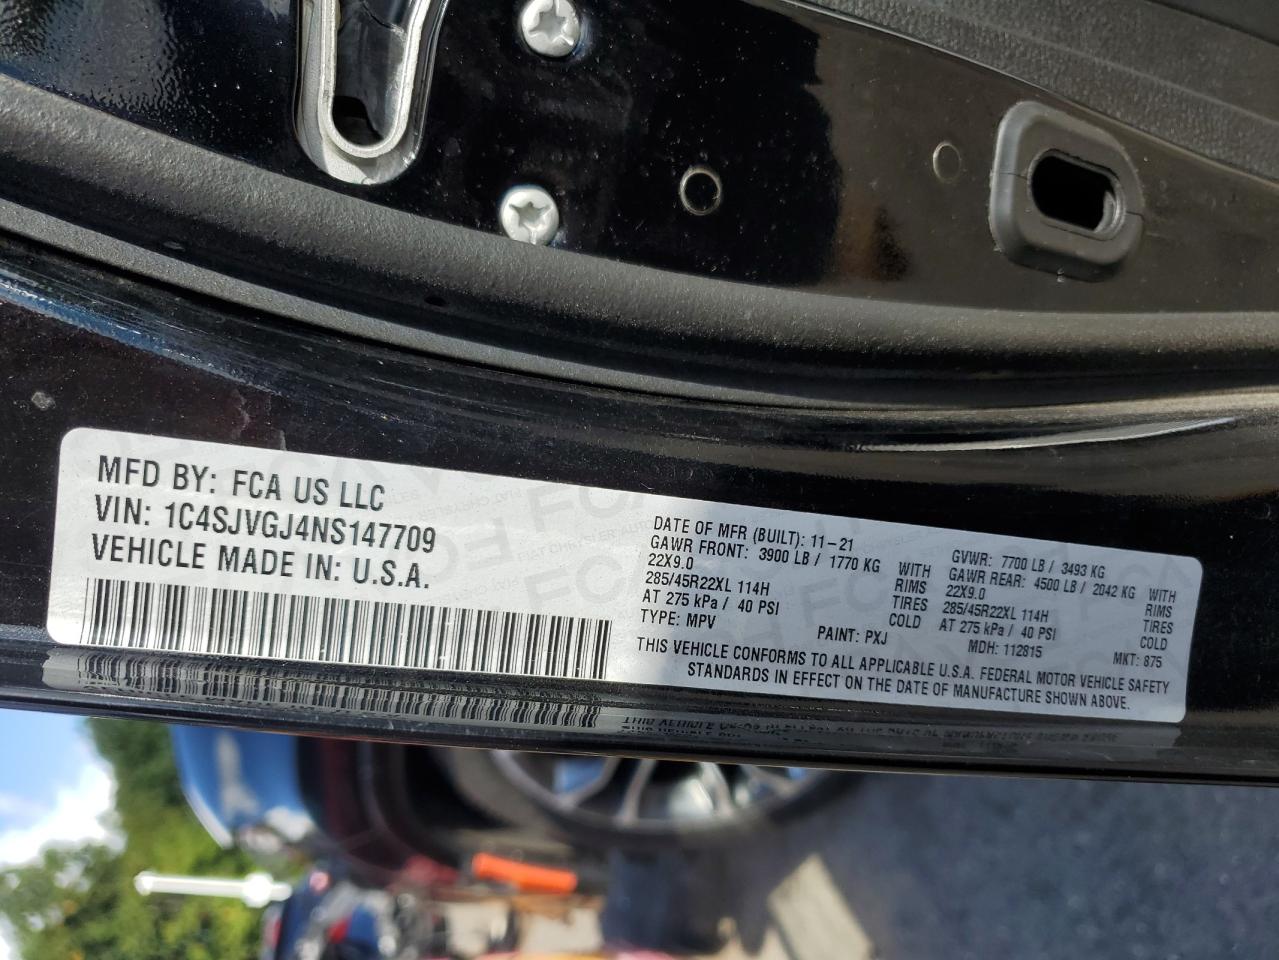 MFD BY: FCA US LLC
VIN: 1C4SJVGJ4NS147709
VEHICLE MADE IN: U.S.A.
DATE OF MFR (BUILT): 11-21 GVWR: 7700 LB / 3493 KG
GAWR FRONT: 3900 LB / 1770 KG WITH GAWR REAR: 4500 LB / 2042 KG WITH
22X9.0 RIMS 22X9.0 RIMS
285/45R22XL 114H TIRES 285/45R22XL 114H TIRES
AT 275 kPa / 40 PSI COLD AT 275 kPa / 40 PSI COLD
TYPE: MPV PAINT: PXJ MDH: 112815 MKT: 875
THIS VEHICLE CONFORMS TO ALL APPLICABLE U.S.A. FEDERAL MOTOR VEHICLE SAFETY
STANDARDS IN EFFECT ON THE DATE OF MANUFACTURE SHOWN ABOVE.